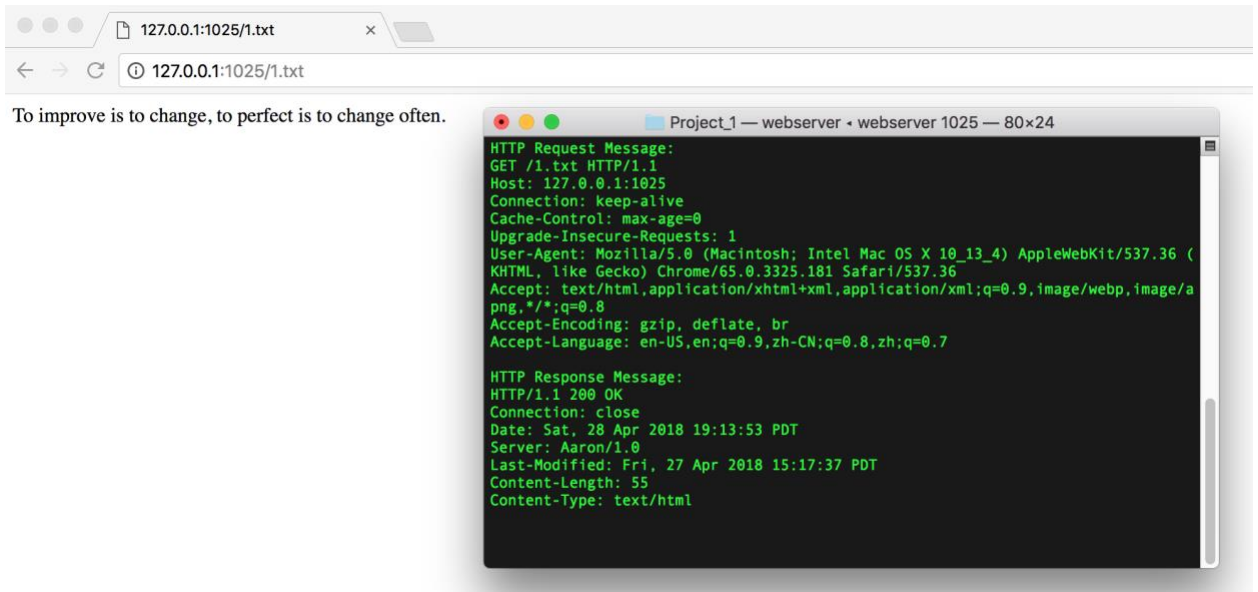 127.0.0.1:1025/1.txt
127.0.0.1:1025/1.txt
To improve is to change, to perfect is to change often.
Project_1 — webserver ◂ webserver 1025 — 80×24
HTTP Request Message:
GET /1.txt HTTP/1.1
Host: 127.0.0.1:1025
Connection: keep-alive
Cache-Control: max-age=0
Upgrade-Insecure-Requests: 1
User-Agent: Mozilla/5.0 (Macintosh; Intel Mac OS X 10_13_4) AppleWebKit/537.36 (
KHTML, like Gecko) Chrome/65.0.3325.181 Safari/537.36
Accept: text/html,application/xhtml+xml,application/xml;q=0.9,image/webp,image/a
png,*/*;q=0.8
Accept-Encoding: gzip, deflate, br
Accept-Language: en-US,en;q=0.9,zh-CN;q=0.8,zh;q=0.7
HTTP Response Message:
HTTP/1.1 200 OK
Connection: close
Date: Sat, 28 Apr 2018 19:13:53 PDT
Server: Aaron/1.0
Last-Modified: Fri, 27 Apr 2018 15:17:37 PDT
Content-Length: 55
Content-Type: text/html